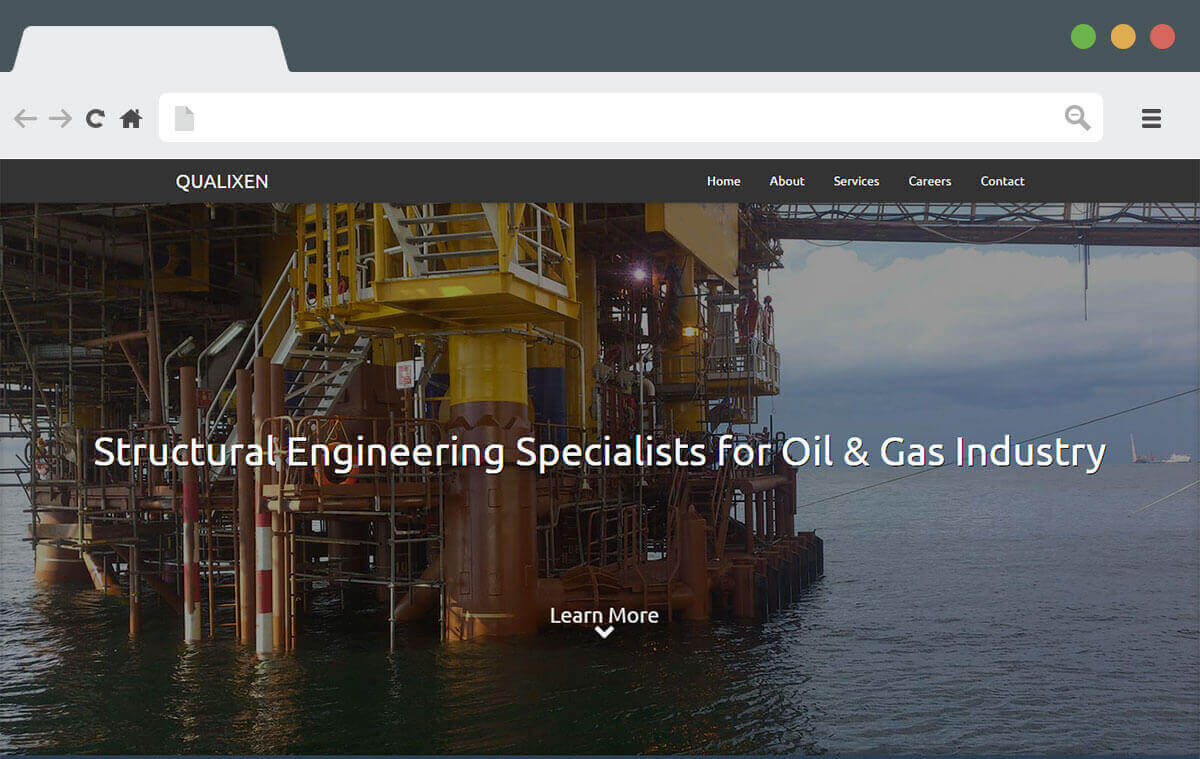 QUALIXEN
Home About Services Careers Contact
Structural Engineering Specialists for Oil & Gas Industry
Learn More